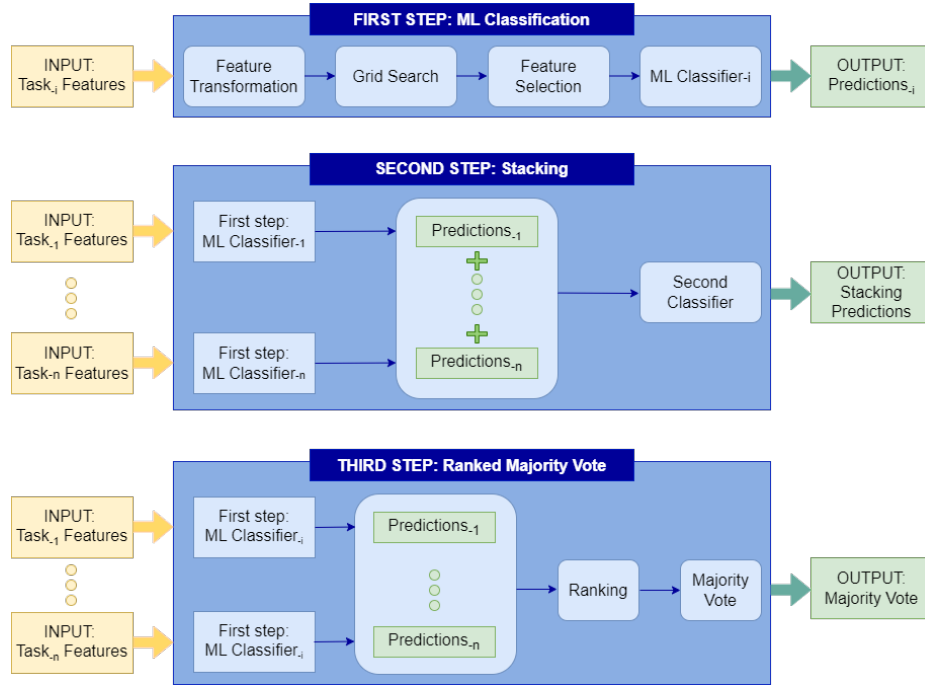 FIRST STEP: ML Classification
INPUT:
Task-i Features
Feature
Transformation
Grid Search
Feature
Selection
ML Classifier-i
OUTPUT:
Predictions-i
SECOND STEP: Stacking
INPUT:
Task-1 Features
First step:
ML Classifier-1
Predictions-1
INPUT:
Task-n Features
First step:
ML Classifier-n
Predictions-n
Second
Classifier
OUTPUT:
Stacking
Predictions
THIRD STEP: Ranked Majority Vote
INPUT:
Task-1 Features
First step:
ML Classifier-i
Predictions-1
INPUT:
Task-n Features
First step:
ML Classifier-i
Predictions-n
Ranking
Majority
Vote
OUTPUT:
Majority Vote